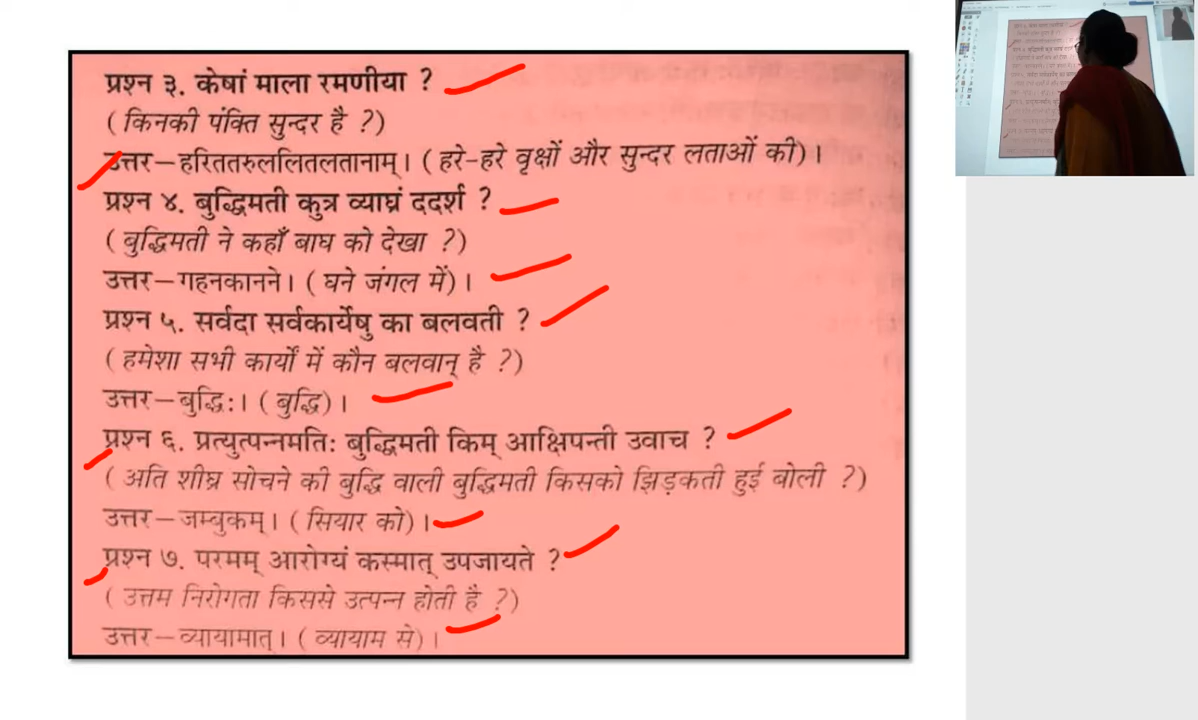 प्रश्न ३. केषां माला रमणीया ?
(किनकी पंक्ति सुन्दर है ?)
उत्तर–हरिततरुललितलतानाम्। (हरे-हरे वृक्षों और सुन्दर लताओं की)।
प्रश्न ४. बुद्धिमती कुत्र व्याघ्रं ददर्श ?
(बुद्धिमती ने कहाँ बाघ को देखा ?)
उत्तर–गहनकानने। (घने जंगल में)।
प्रश्न ५. सर्वदा सर्वकार्येषु का बलवती ?
(हमेशा सभी कार्यों में कौन बलवान् है ?)
उत्तर–बुद्धिः। (बुद्धि)।
प्रश्न ६. प्रत्युत्पन्नमतिः बुद्धिमती किम् आक्षिपन्ती उवाच ?
(अति शीघ्र सोचने की बुद्धि वाली बुद्धिमती किसको झिड़कती हुई बोली ?)
उत्तर–जम्बुकम्। (सियार को)।
प्रश्न ७. परमम् आरोग्यं कस्मात् उपजायते ?
(उत्तम निरोगता किससे उत्पन्न होती है ?)
उत्तर–व्यायामात्। (व्यायाम से)।